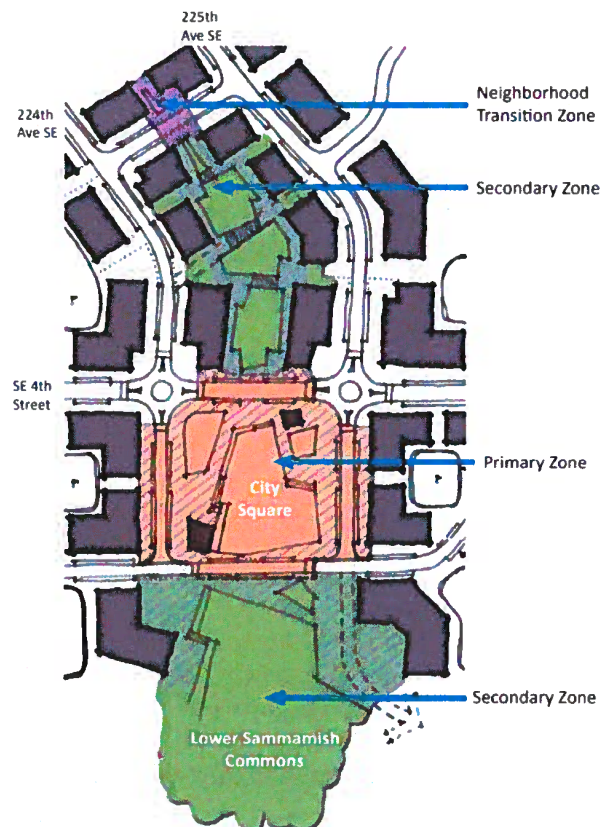 225th
Ave SE
Neighborhood
Transition Zone
224th
Ave SE
Secondary Zone
SE 4th
Street
Primary Zone
City
Square
Secondary Zone
Lower Sammamish
Commons